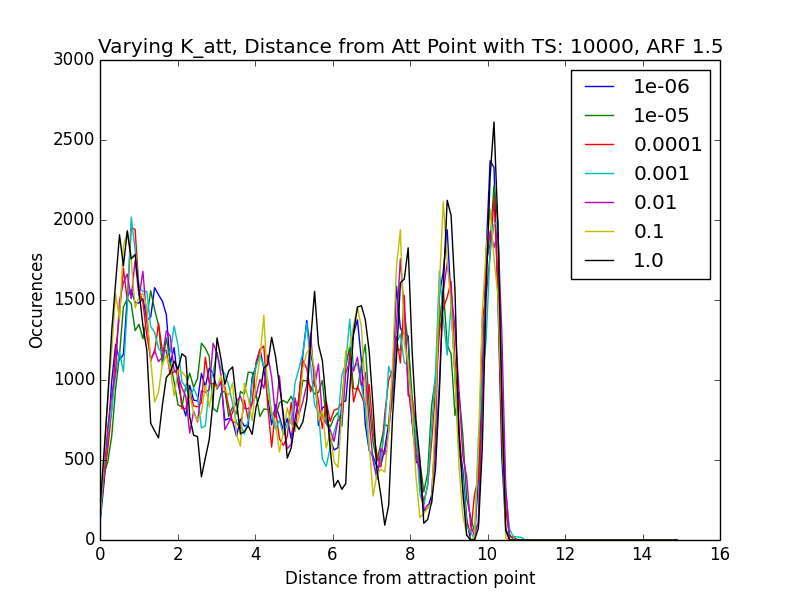 Varying K_att, Distance from Att Point with TS: 10000, ARF 1.5
3000
2500
2000
1500
1000
500
0
Occurences
1e-06
1e-05
0.0001
0.001
0.01
0.1
1.0
0 2 4 6 8 10 12 14 16
Distance from attraction point